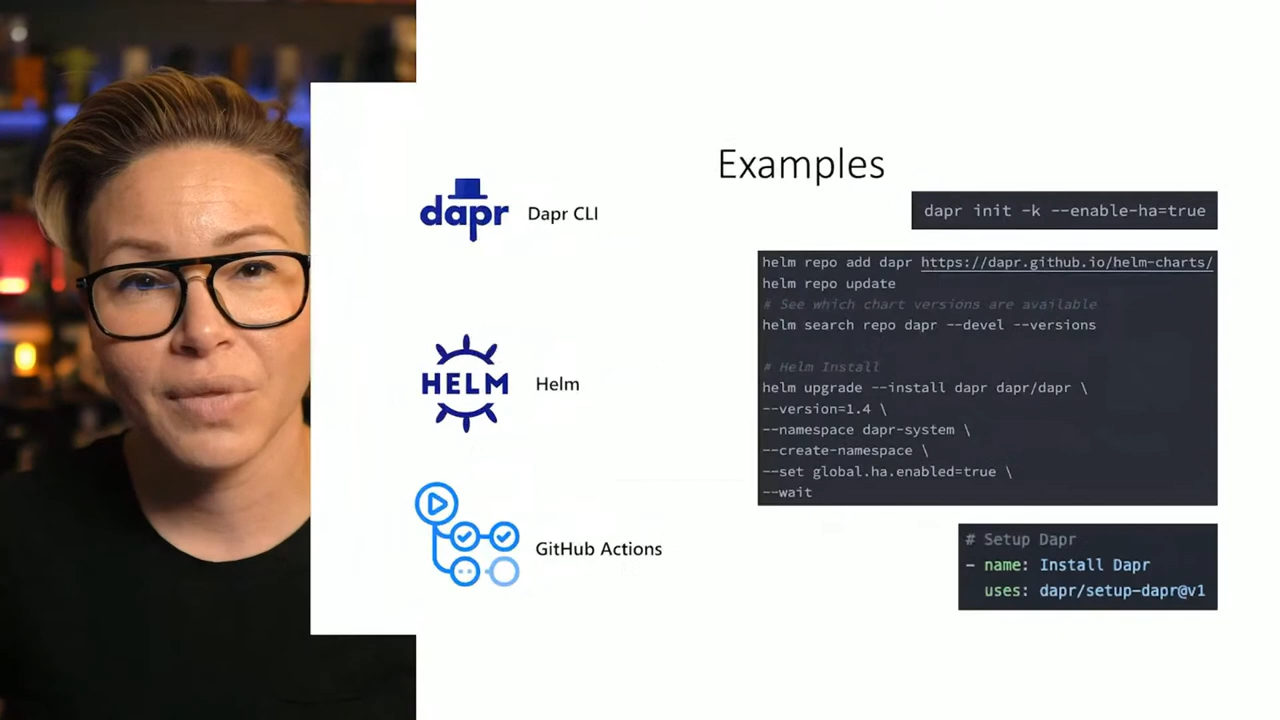 Examples
dapr
Dapr CLI
dapr init -k --enable-ha=true
HELM
Helm
helm repo add dapr https://dapr.github.io/helm-charts/
helm repo update
# See which chart versions are available
helm search repo dapr --devel --versions
# Helm Install
helm upgrade --install dapr dapr/dapr \
--version=1.4 \
--namespace dapr-system \
--create-namespace \
--set global.ha.enabled=true \
--wait
GitHub Actions
# Setup Dapr
- name: Install Dapr
uses: dapr/setup-dapr@v1